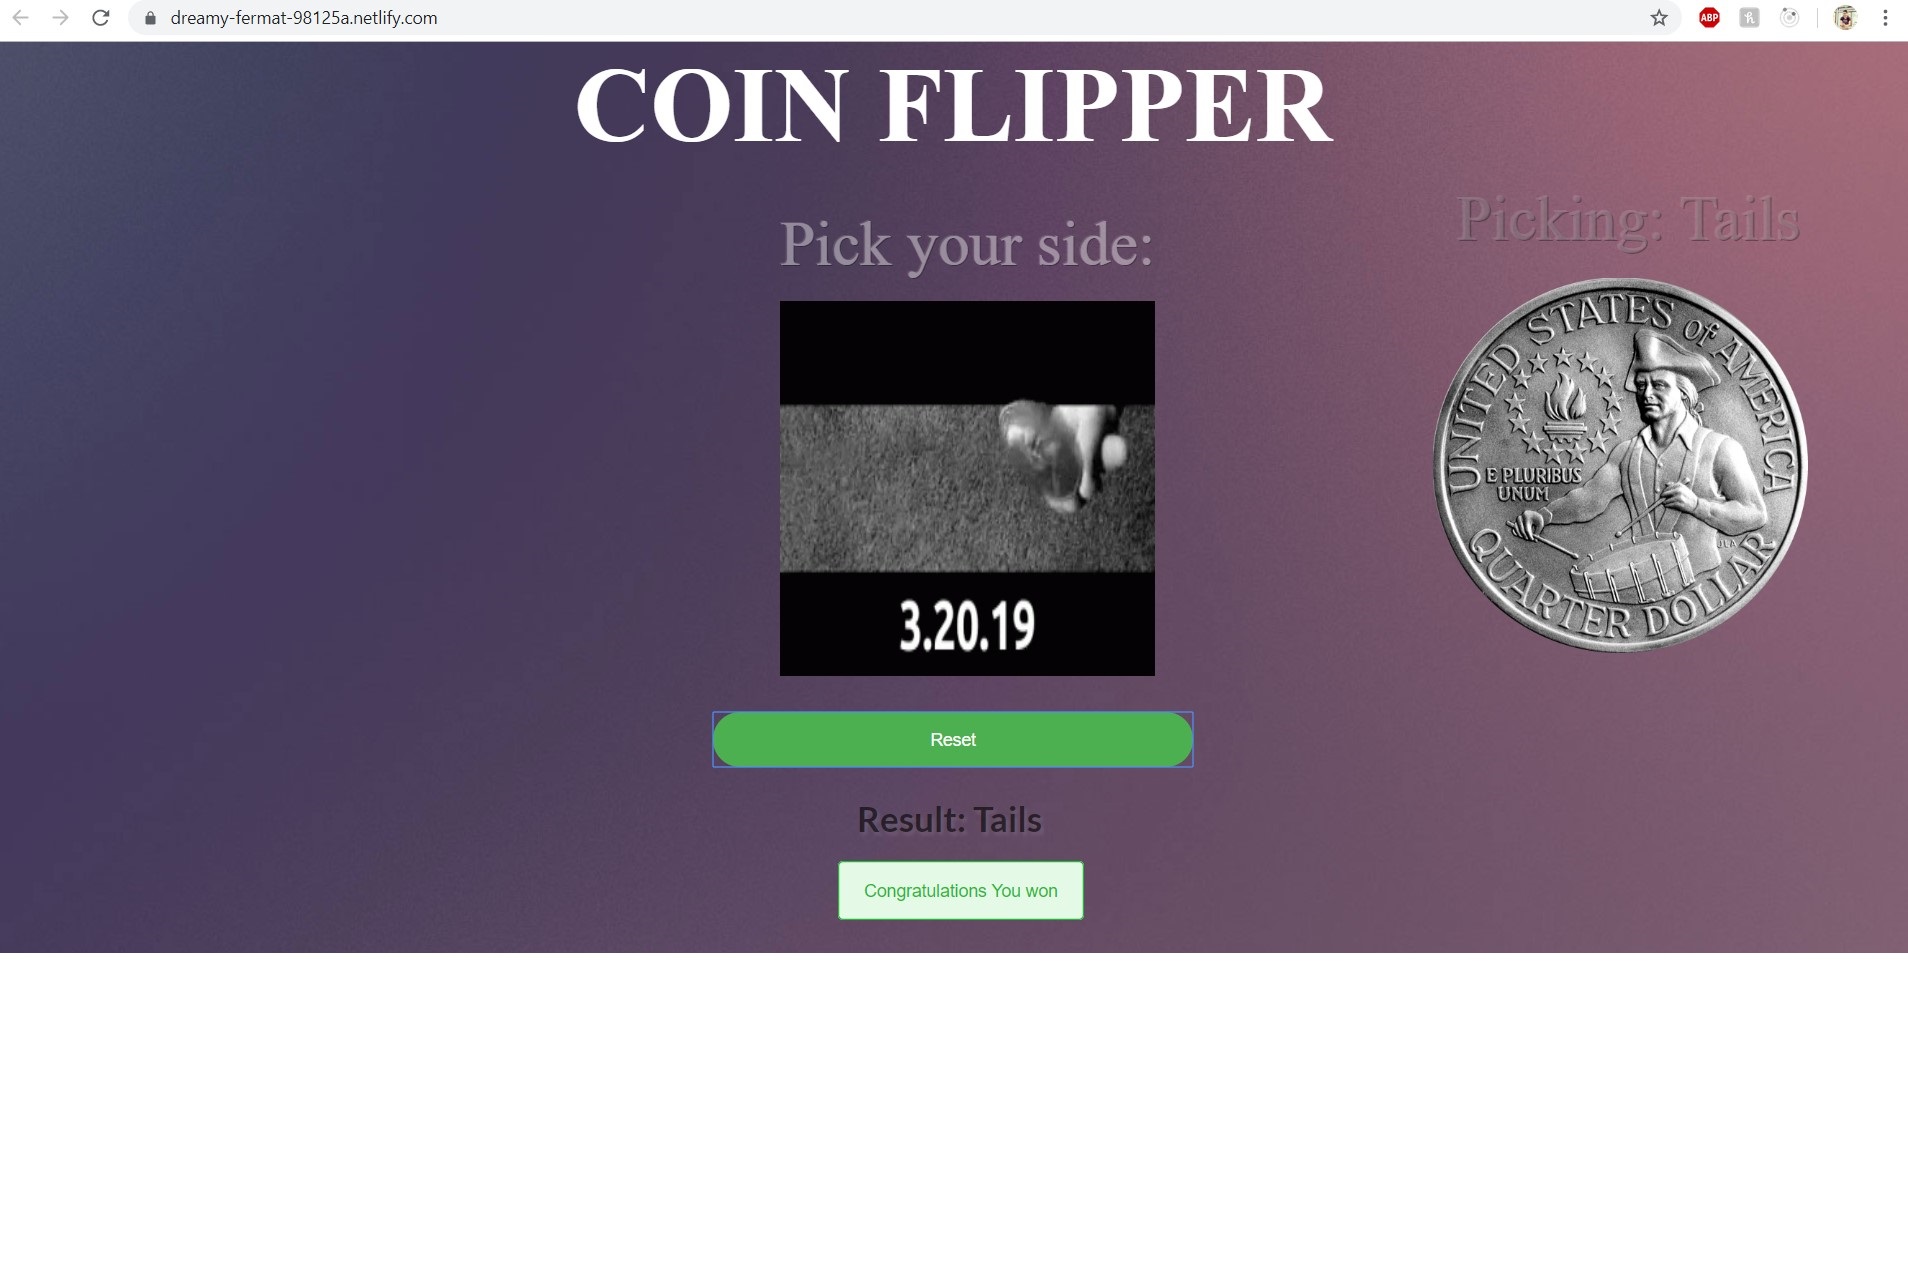 dreamy-fermat-98125a.netlify.com
ABP
COIN FLIPPER
Pick your side:
Picking: Tails
UNITED STATES of AMERICA
E PLURIBUS
UNUM
JLA
QUARTER DOLLAR
3.20.19
Reset
Result: Tails
Congratulations You won